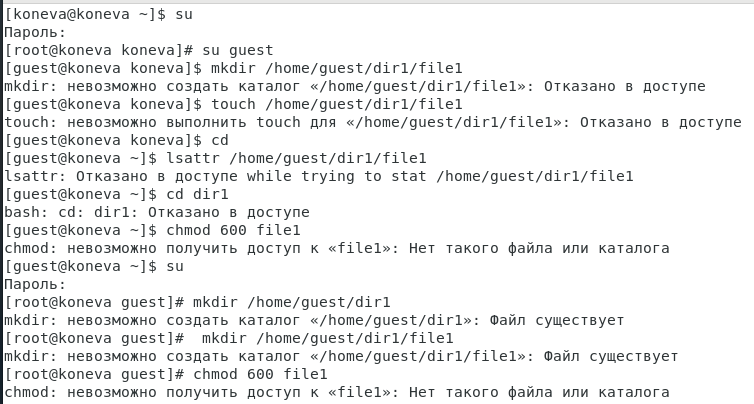 [koneva@koneva ~]$ su
Пароль:
[root@koneva koneva]# su guest
[guest@koneva koneva]$ mkdir /home/guest/dir1/file1
mkdir: невозможно создать каталог «/home/guest/dir1/file1»: Отказано в доступе
[guest@koneva koneva]$ touch /home/guest/dir1/file1
touch: невозможно выполнить touch для «/home/guest/dir1/file1»: Отказано в доступе
[guest@koneva koneva]$ cd
[guest@koneva ~]$ lsattr /home/guest/dir1/file1
lsattr: Отказано в доступе while trying to stat /home/guest/dir1/file1
[guest@koneva ~]$ cd dir1
bash: cd: dir1: Отказано в доступе
[guest@koneva ~]$ chmod 600 file1
chmod: невозможно получить доступ к «file1»: Нет такого файла или каталога
[guest@koneva ~]$ su
Пароль:
[root@koneva guest]# mkdir /home/guest/dir1
mkdir: невозможно создать каталог «/home/guest/dir1»: Файл существует
[root@koneva guest]#  mkdir /home/guest/dir1/file1
mkdir: невозможно создать каталог «/home/guest/dir1/file1»: Файл существует
[root@koneva guest]# chmod 600 file1
chmod: невозможно получить доступ к «file1»: Нет такого файла или каталога